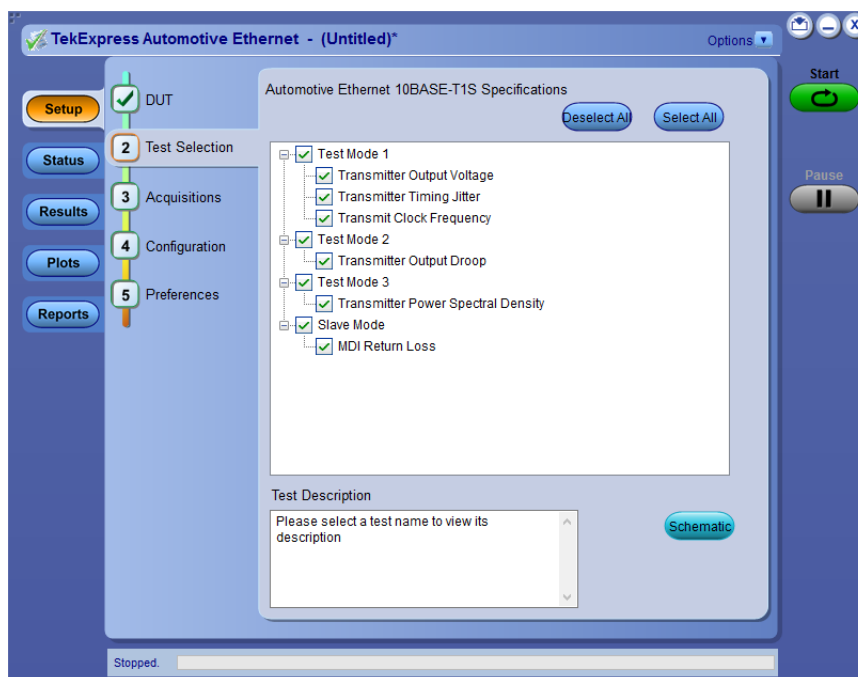 TekExpress Automotive Ethernet - (Untitled)*
Options
X
Start
Pause
Setup
Status
Results
Plots
Reports
DUT
2 Test Selection
3 Acquisitions
4 Configuration
5 Preferences
Automotive Ethernet 10BASE-T1S Specifications
Deselect All
Select All
Test Mode 1
Transmitter Output Voltage
Transmitter Timing Jitter
Transmit Clock Frequency
Test Mode 2
Transmitter Output Droop
Test Mode 3
Transmitter Power Spectral Density
Slave Mode
MDI Return Loss
Test Description
Please select a test name to view its
description
Schematic
Stopped.